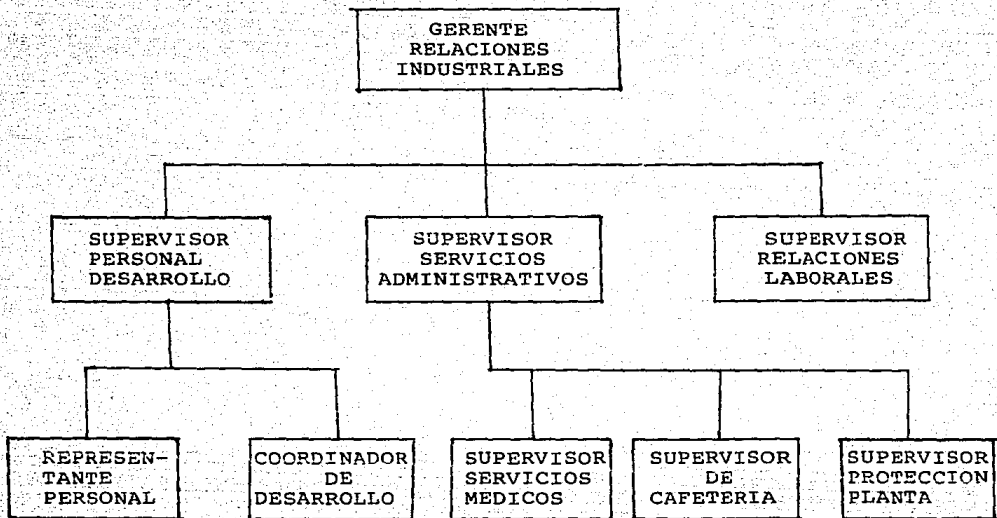 GERENTE
RELACIONES
INDUSTRIALES
SUPERVISOR
PERSONAL
DESARROLLO
SUPERVISOR
SERVICIOS
ADMINISTRATIVOS
SUPERVISOR
RELACIONES
LABORALES
REPRESEN-
TANTE
PERSONAL
COORDINADOR
DE
DESARROLLO
SUPERVISOR
SERVICIOS
MEDICOS
SUPERVISOR
DE
CAFETERIA
SUPERVISOR
PROTECCION
PLANTA